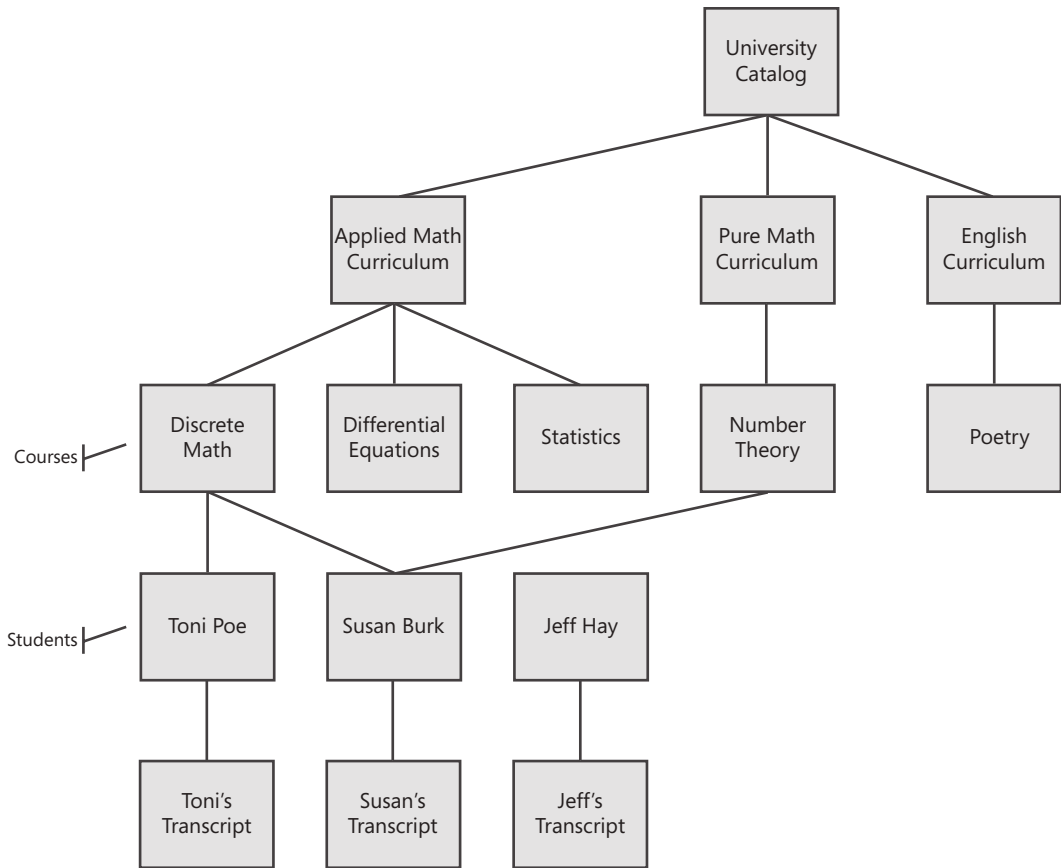 University
Catalog
Applied Math
Curriculum
Pure Math
Curriculum
English
Curriculum
Courses
Discrete
Math
Differential
Equations
Statistics
Number
Theory
Poetry
Students
Toni Poe
Susan Burk
Jeff Hay
Toni’s
Transcript
Susan’s
Transcript
Jeff’s
Transcript